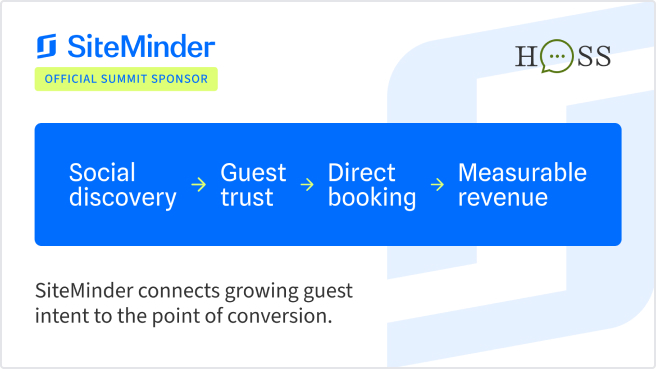 SiteMinder
OFFICIAL SUMMIT SPONSOR
HOSS
Social discovery → Guest trust → Direct booking → Measurable revenue
SiteMinder connects growing guest
intent to the point of conversion.